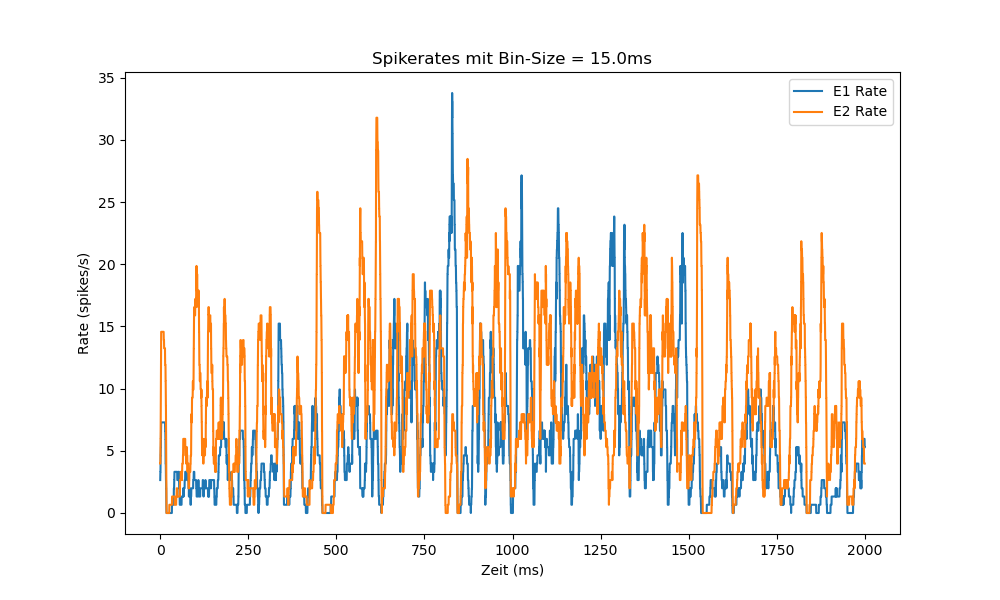 Spikerates mit Bin-Size = 15.0ms
E1 Rate
E2 Rate
Rate (spikes/s)
35
30
25
20
15
10
5
0
0 250 500 750 1000 1250 1500 1750 2000
Zeit (ms)